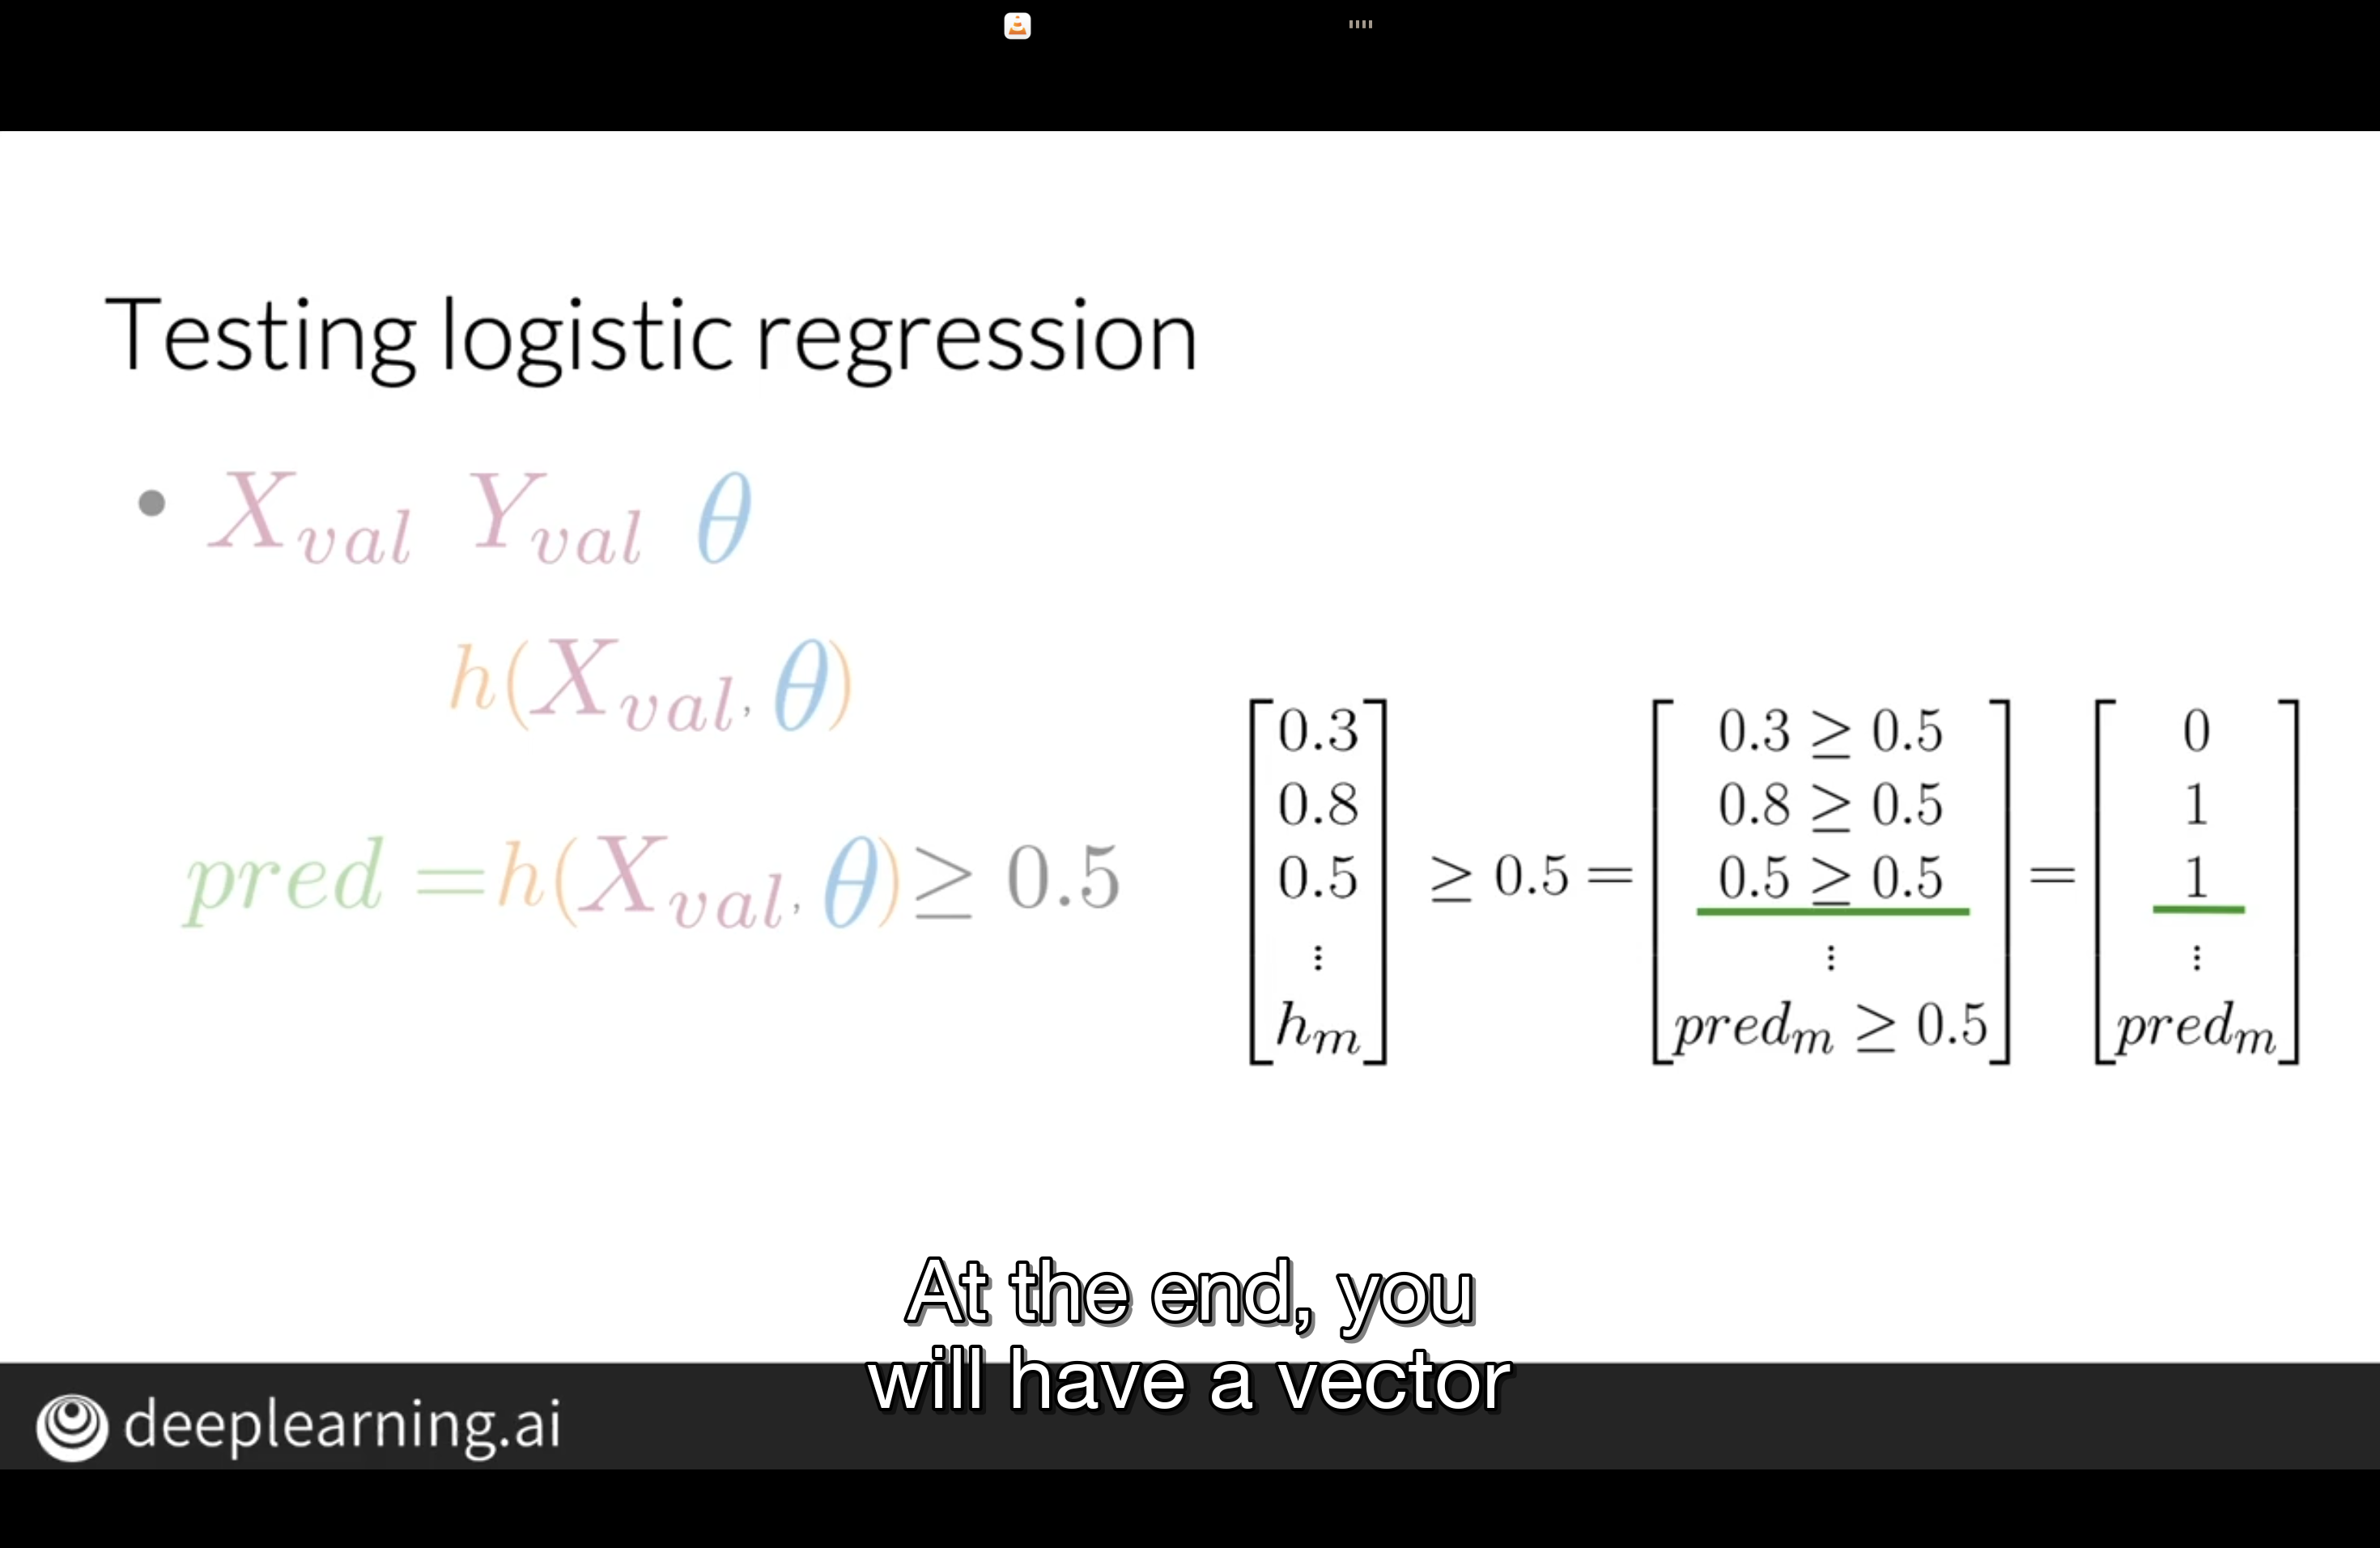 Testing logistic regression
• X_val Y_val θ
h(X_val, θ)
pred = h(X_val, θ) ≥ 0.5
[0.3 0.8 0.5 ⋮ h_m] ≥ 0.5 = [0.3 ≥ 0.5 0.8 ≥ 0.5 0.5 ≥ 0.5 ⋮ pred_m ≥ 0.5] = [0 1 1 ⋮ pred_m]
At the end, you
will have a vector
deeplearning.ai